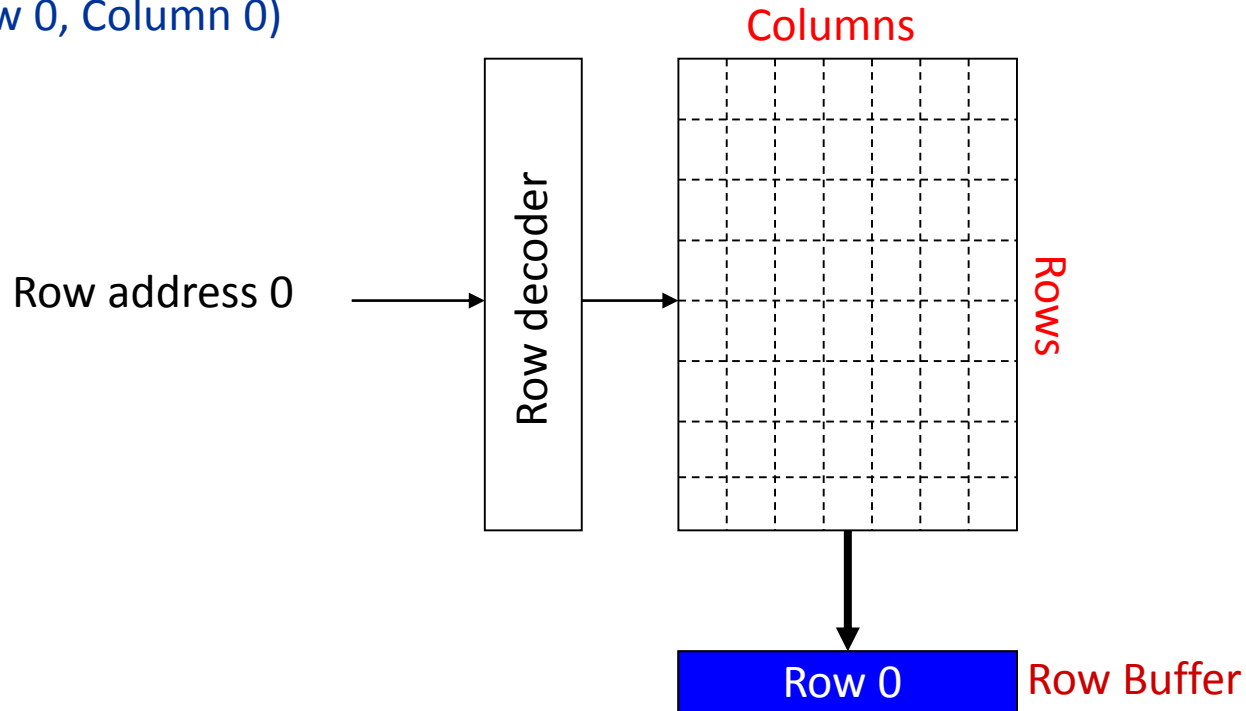 w 0, Column 0)
Columns
Row decoder
Row address 0
Rows
Row 0
Row Buffer